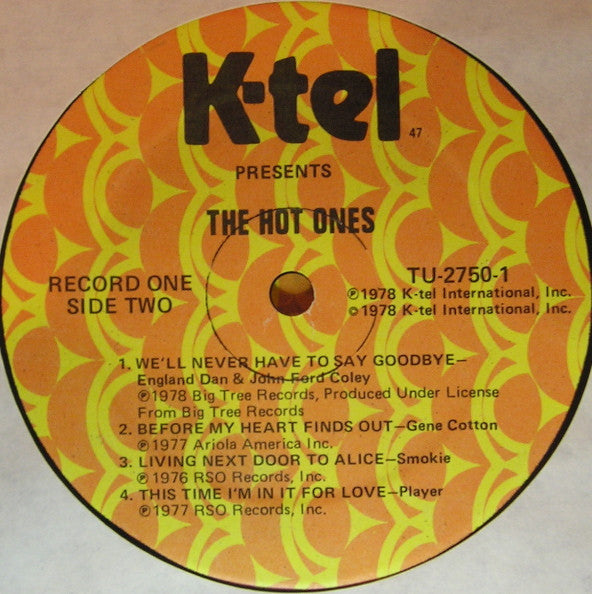 K-tel 47
PRESENTS
THE HOT ONES
RECORD ONE
SIDE TWO
TU-2750-1
℗1978 K-tel International, Inc.
©1978 K-tel International, Inc.
1. WE'LL NEVER HAVE TO SAY GOODBYE—
England Dan & John Ford Coley
℗1978 Big Tree Records, Produced Under License
From Big Tree Records
2. BEFORE MY HEART FINDS OUT—Gene Cotton
℗1977 Ariola America Inc.
3. LIVING NEXT DOOR TO ALICE—Smokie
℗1976 RSO Records, Inc.
4. THIS TIME I'M IN IT FOR LOVE—Player
℗1977 RSO Records, Inc.